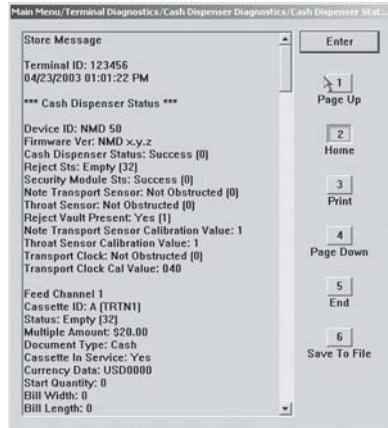 Main Menu/Terminal Diagnostics/Cash Dispenser Diagnostics/Cash Dispenser Stat...
Store Message
Terminal ID: 123456
04/23/2003 01:01:22 PM
*** Cash Dispenser Status ***
Device ID: NMD 50
Firmware Ver: NMD x.y.z
Cash Dispenser Status: Success (0)
Reject Sts: Empty (32)
Security Module Sts: Success (0)
Note Transport Sensor: Not Obstructed (0)
Throat Sensor: Not Obstructed (0)
Reject Vault Present: Yes (1)
Note Transport Sensor Calibration Value: 1
Throat Sensor Calibration Value: 1
Transport Clock: Not Obstructed (0)
Transport Clock Cal Value: 040
Feed Channel 1
Cassette ID: A (TRTN1)
Status: Empty (32)
Multiple Amount: $20.00
Document Type: Cash
Cassette In Service: Yes
Currency Data: USD0000
Start Quantity: 0
Bill Width: 0
Bill Length: 0
Enter
1
Page Up
2
Home
3
Print
4
Page Down
5
End
6
Save To File